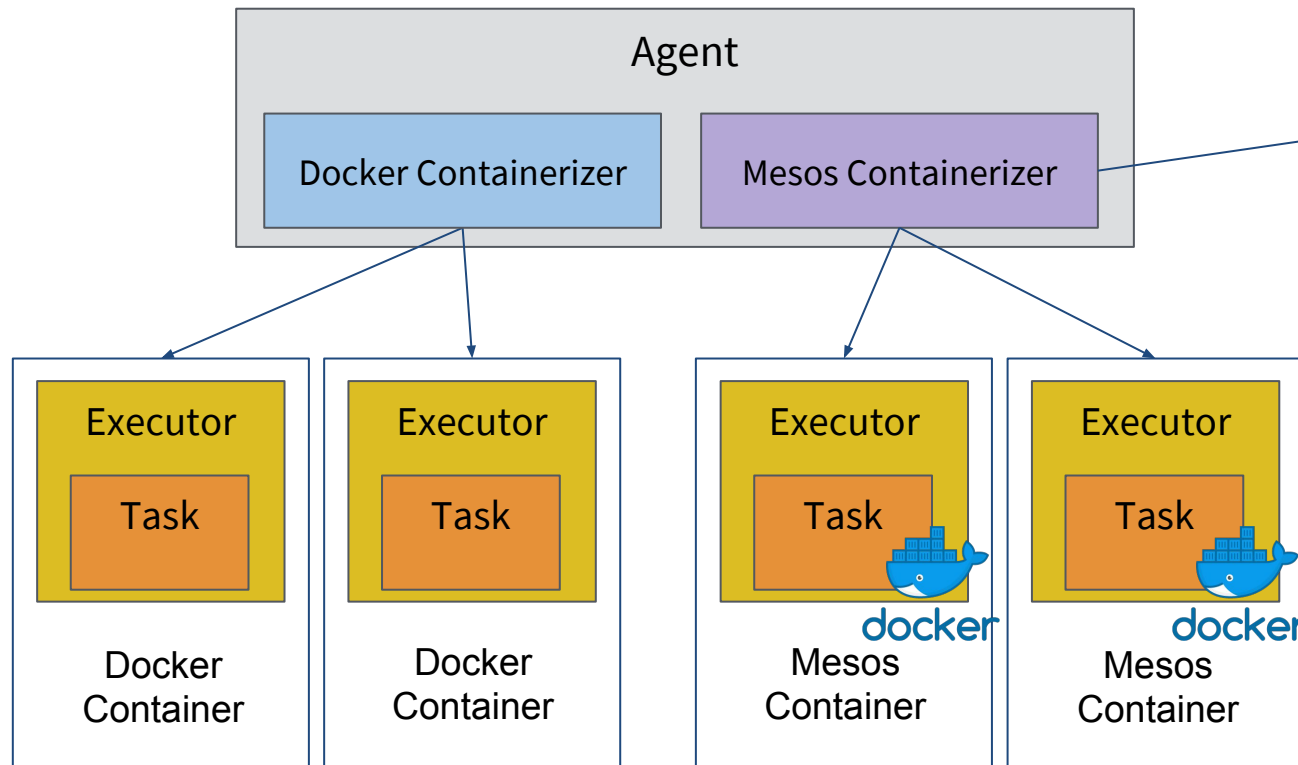 Agent
Docker Containerizer
Mesos Containerizer
Executor
Task
Docker
Container
Executor
Task
Docker
Container
Executor
Task
docker
Mesos
Container
Executor
Task
docker
Mesos
Container